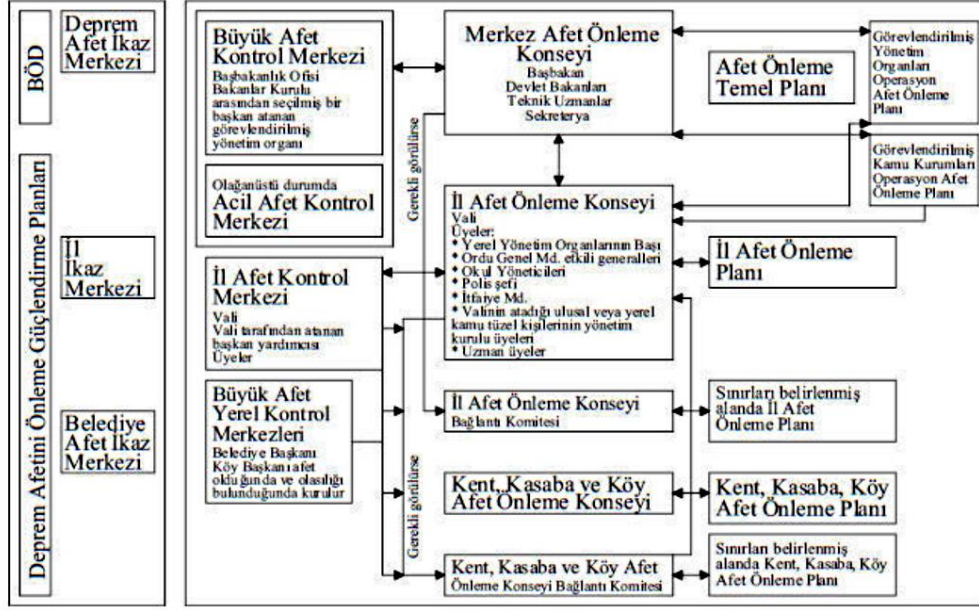 BÖD
Deprem
Afet İkaz
Merkezi
Deprem Afetini Önleme Güçlendirme Planları
İl
İkaz
Merkezi
Belediye
Afet İkaz
Merkezi
Büyük Afet
Kontrol Merkezi
Başbakanlık Ofisi
Bakanlar Kurulu
arasından seçilmiş bir
başkan atanan
görevlendirilmiş
yönetim organı
Olağanüstü durumda
Acil Afet Kontrol
Merkezi
İl Afet Kontrol
Merkezi
Vali
Vali tarafından atanan
başkan yardımcısı
Üyeler
Büyük Afet
Yerel Kontrol
Merkezleri
Belediye Başkanı
Köy Başkanı afet
olduğunda ve olasılığı
bulunduğunda kurulur
Gerekli görülürse
Gerekli görülürse
Merkez Afet Önleme
Konseyi
Başbakan
Devlet Bakanları
Teknik Uzmanlar
Sekreterya
İl Afet Önleme Konseyi
Vali
Üyeler:
* Yerel Yönetim Organlarının Başı
* Ordu Genel Md. etkili generalleri
* Okul Yöneticileri
* Polis şefi
* İtfaiye Md.
* Valinin atadığı ulusal veya yerel
kamu tüzel kişilerinin yönetim
kurulu üyeleri
* Uzman üyeler
İl Afet Önleme Konseyi
Bağlantı Komitesi
Kent, Kasaba ve Köy
Afet Önleme Konseyi
Kent, Kasaba ve Köy Afet
Önleme Konseyi Bağlantı Komitesi
Afet Önleme
Temel Planı
Görevlendirilmiş
Yönetim
Organları
Operasyon
Afet Önleme
Planı
Görevlendirilmiş
Kamu Kurumları
Operasyon Afet
Önleme Planı
İl Afet Önleme
Planı
Sınırları belirlenmiş
alanda İl Afet
Önleme Planı
Kent, Kasaba, Köy
Afet Önleme Planı
Sınırları belirlenmiş
alanda Kent, Kasaba, Köy
Afet Önleme Planı